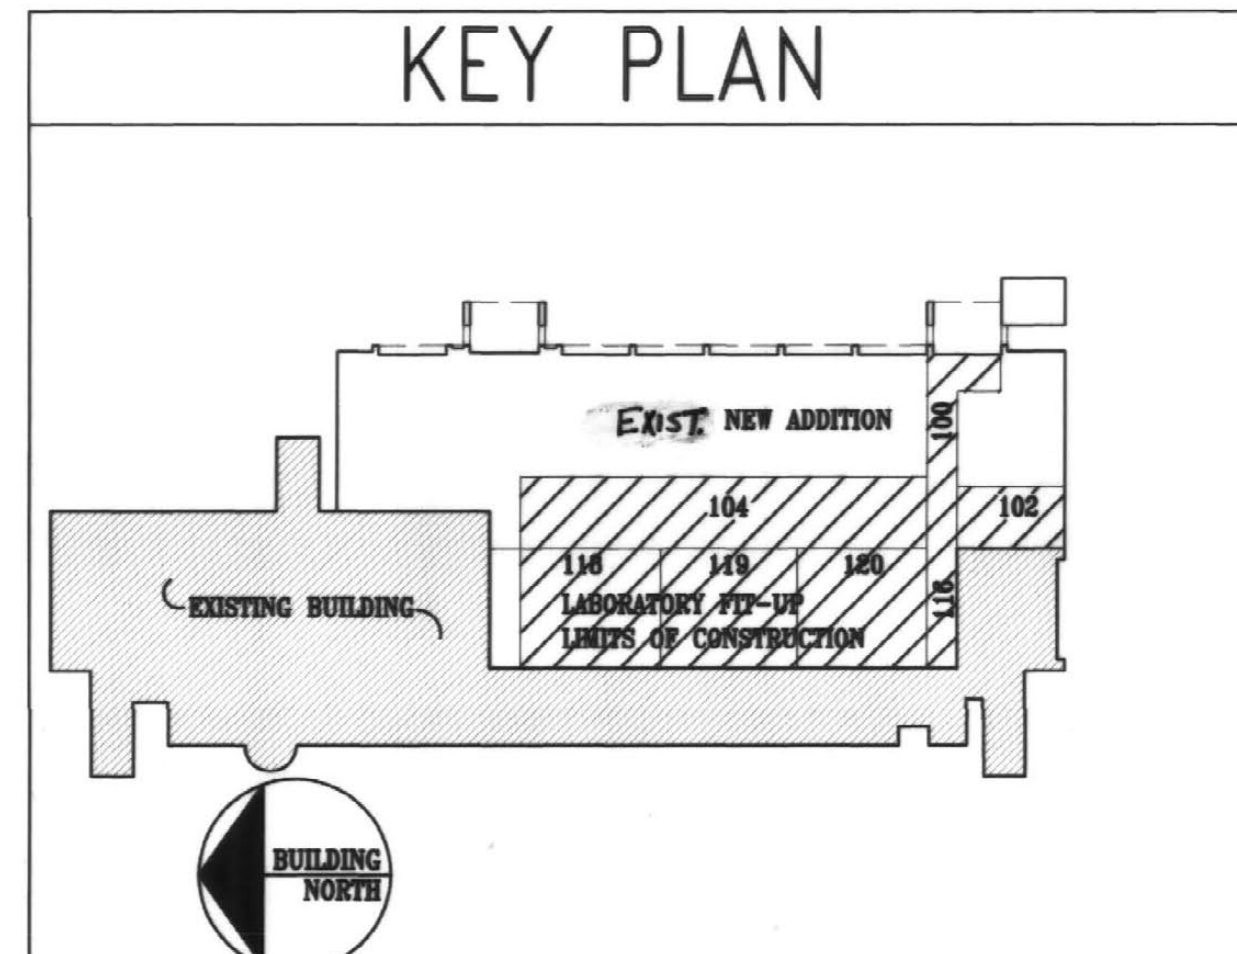 KEY PLAN
EXIST. NEW ADDITION
100
104
102
118 119 120
116
EXISTING BUILDING
LABORATORY FIT-UP
LIMITS OF CONSTRUCTION
BUILDING
NORTH